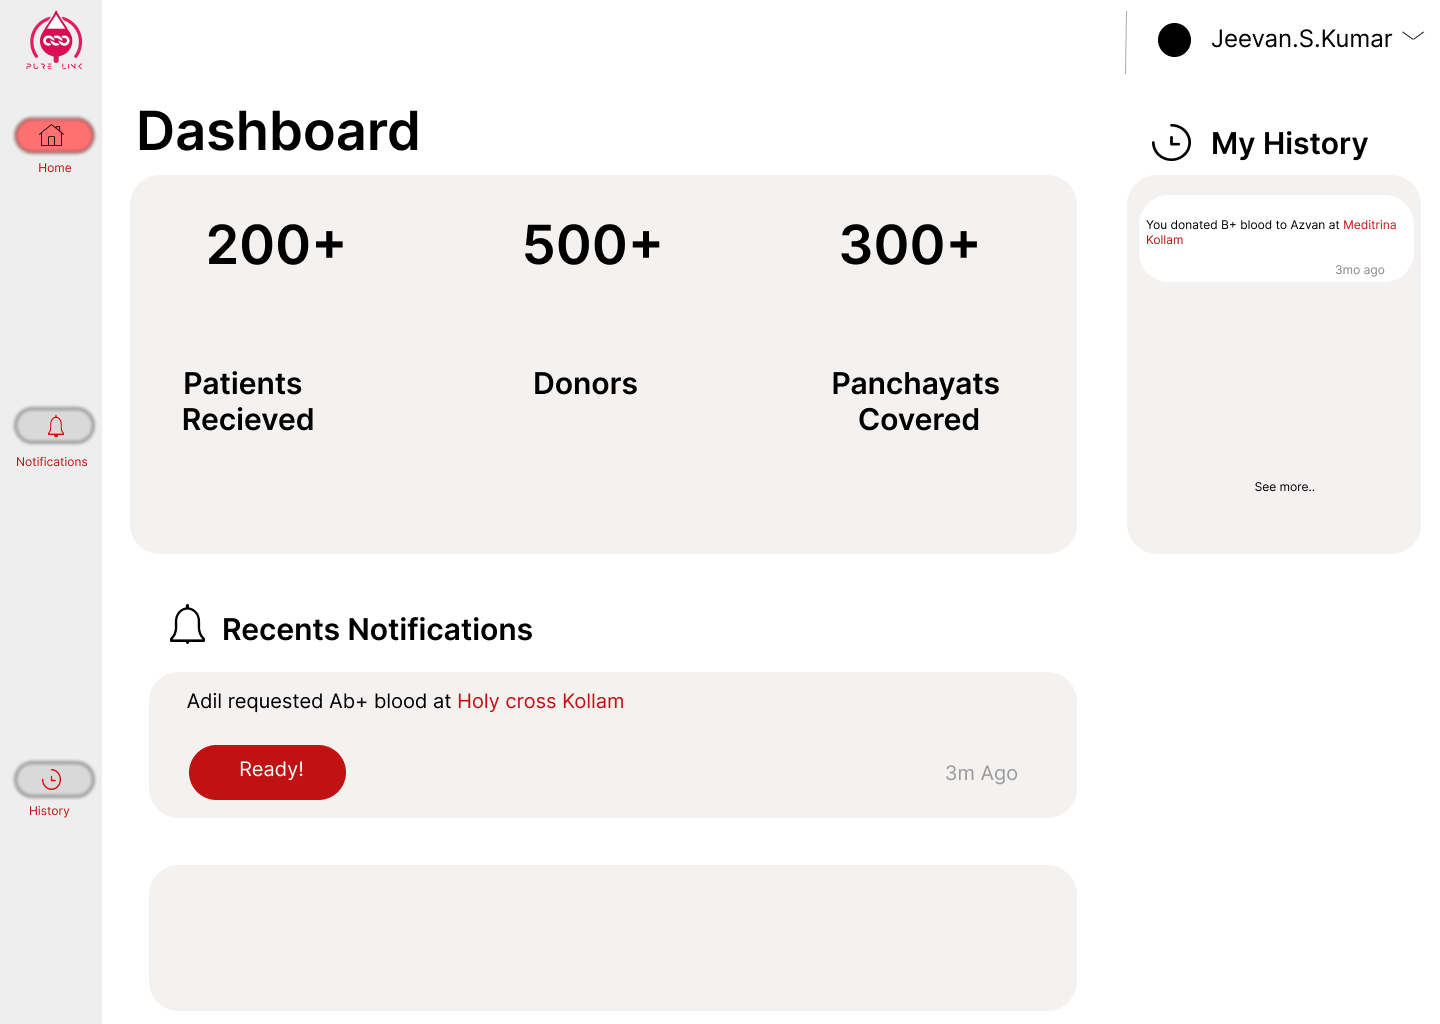 PURE LINK
Jeevan.S.Kumar
Home
Notifications
History
Dashboard
200+
500+
300+
Patients
Recieved
Donors
Panchayats
Covered
My History
You donated B+ blood to Azvan at Meditrina
Kollam
3mo ago
See more..
Recents Notifications
Adil requested Ab+ blood at Holy cross Kollam
Ready!
3m Ago